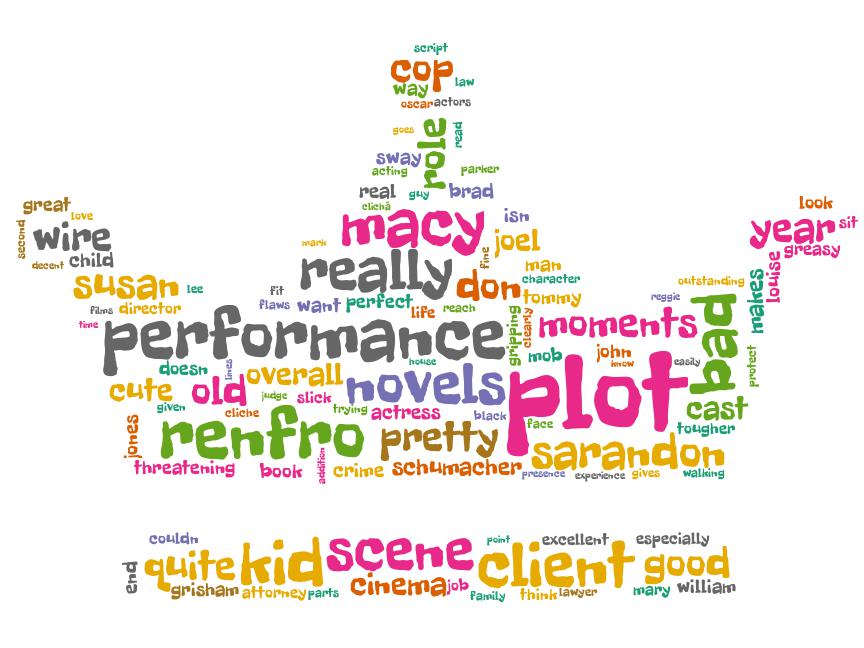 script
cop
law
way
oscar
actors
goes
role
read
sway
acting
parker
real
guy
brad
clichã
macy
isn
great
love
second
wire
decent
child
mark
joel
fine
look
year
sit
greasy
louise
really
don
man
character
tommy
susan
lee
fit
flaws
want
perfect
life
reach
outstanding
reggie
makes
films
director
time
performance
gripping
clearly
moments
bad
doesn
lines
house
mob
john
know
easily
protect
cute
old
overall
novels
plot
judge
slick
given
cliche
trying
actress
black
face
cast
tougher
jones
renfro
pretty
sarandon
threatening
book
addition
crime
schumacher
presence
experience
gives
walking
couldn
point
excellent
especially
end
quite
kid
scene
client
good
grisham
attorney
parts
cinema
job
family
think
lawyer
mary
william